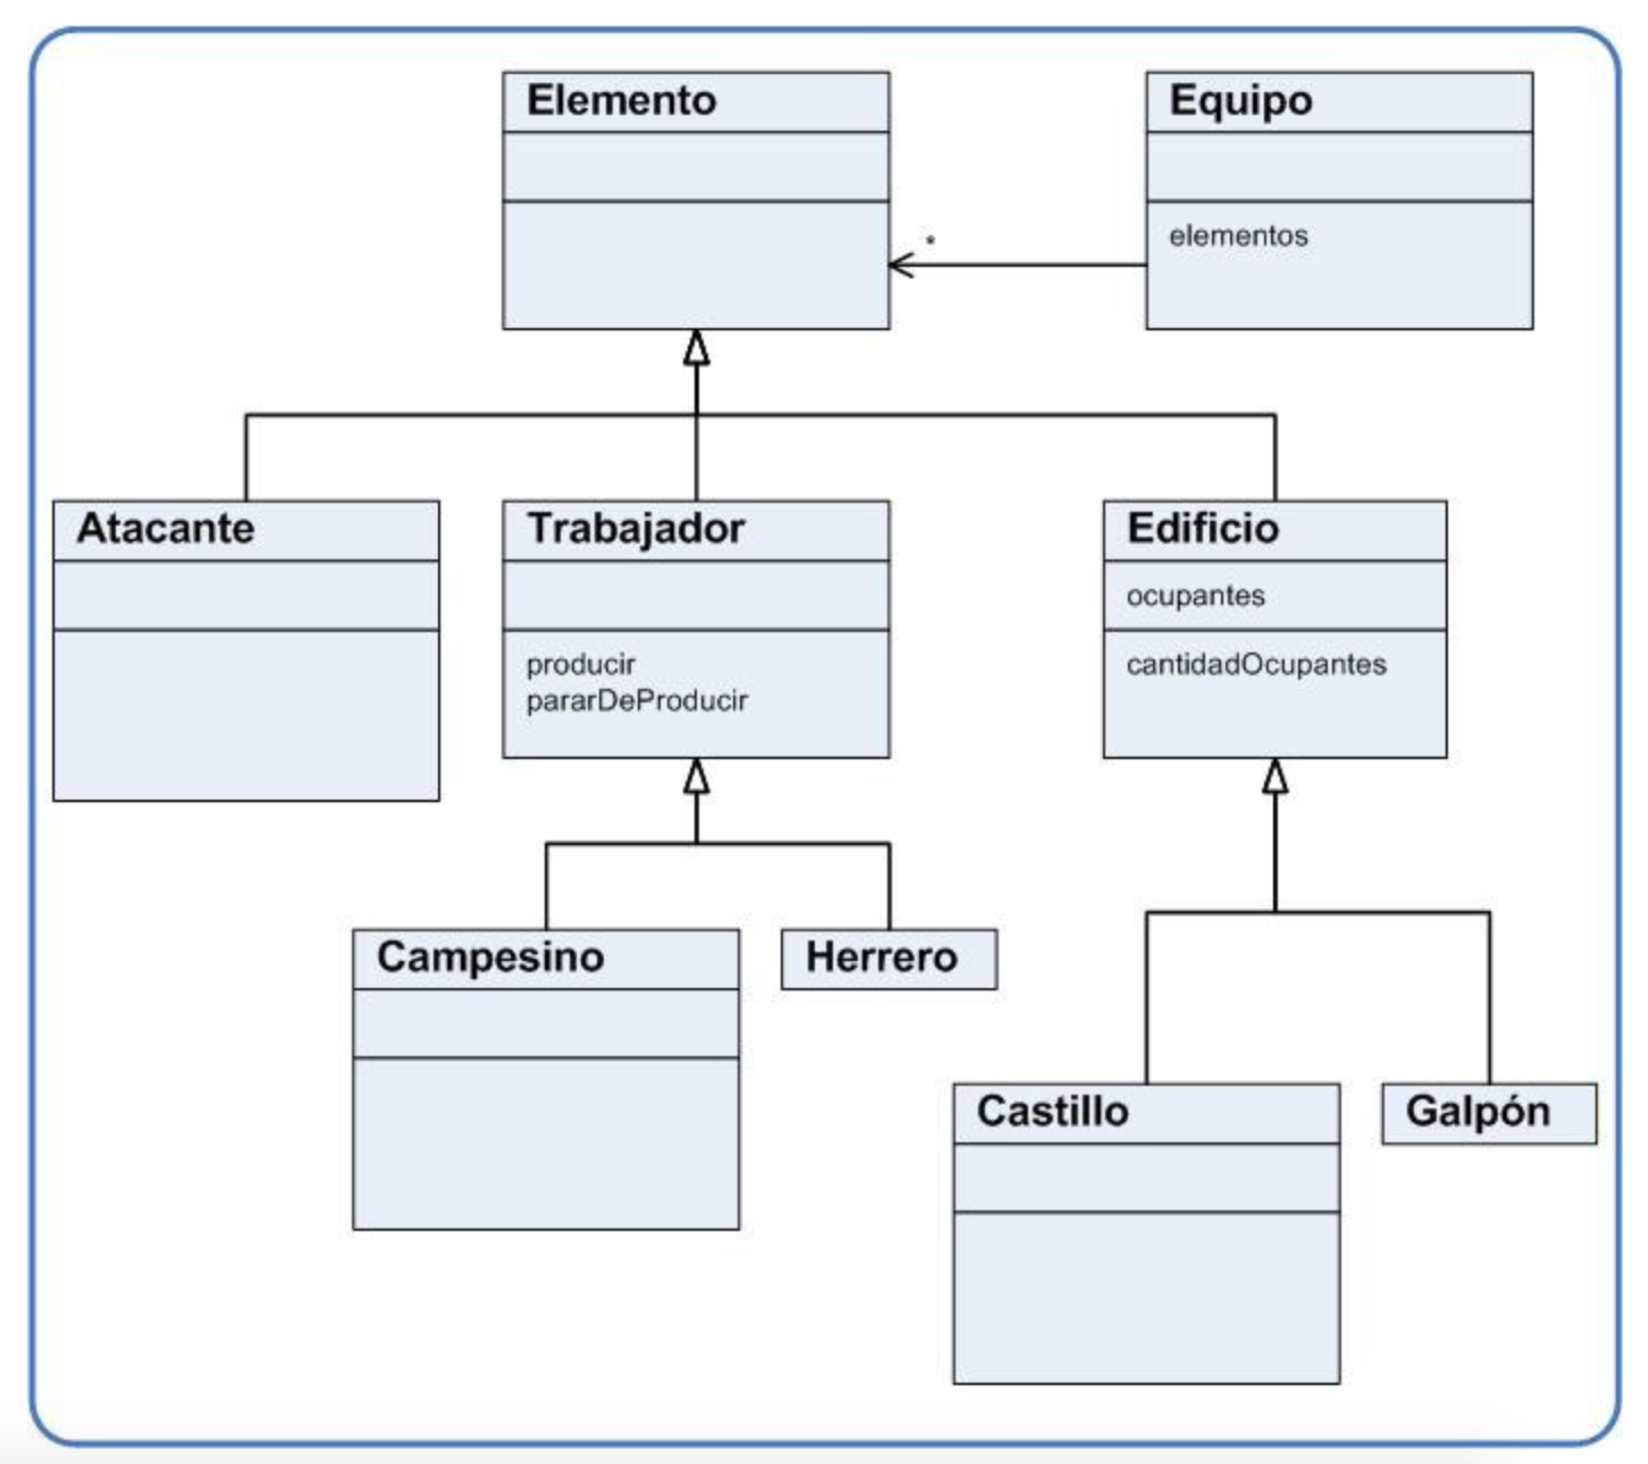 Elemento
Equipo
elementos
*
Atacante
Trabajador
producir
pararDeProducir
Edificio
ocupantes
cantidadOcupantes
Campesino
Herrero
Castillo
Galpón